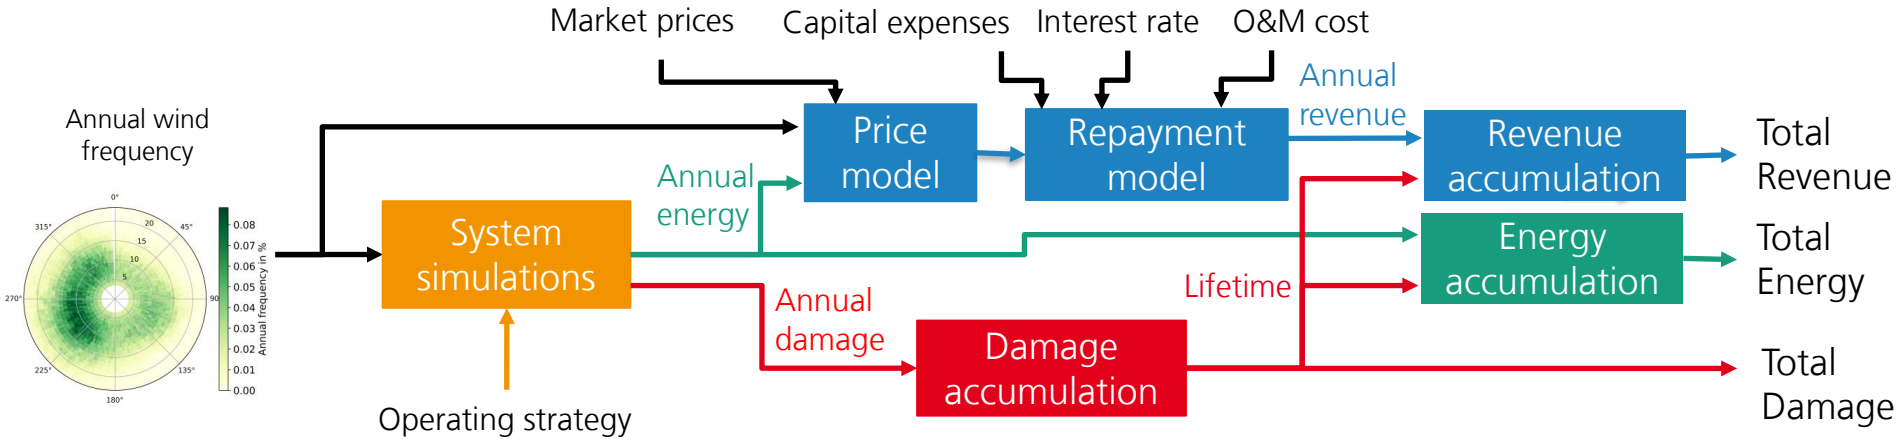 Market prices
Capital expenses
Interest rate
O&M cost
Annual
revenue
Annual wind
frequency
Price
model
Repayment
model
Revenue
accumulation
Total
Revenue
Annual
energy
System
simulations
Energy
accumulation
Total
Energy
Lifetime
Annual
damage
Damage
accumulation
Total
Damage
Operating strategy
0°
45°
90
135°
180°
225°
270°
315°
5
10
15
20
0.08
0.07
0.06
0.05
0.04
0.03
0.02
0.01
0.00
Annual frequency in %